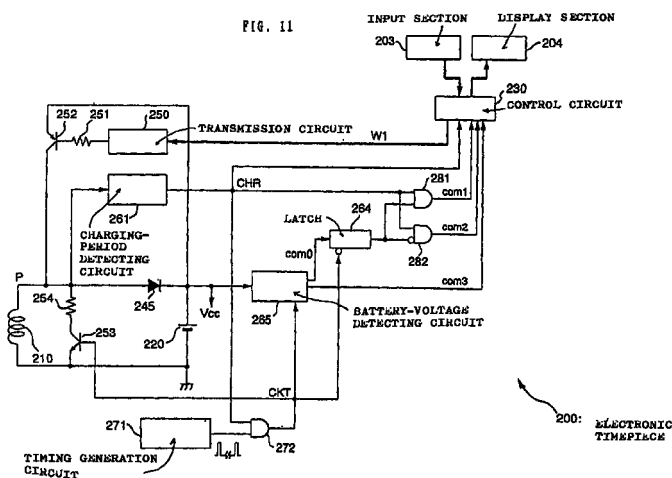 FIG. 11
INPUT SECTION
DISPLAY SECTION
203
204
230
CONTROL CIRCUIT
252
251
250
TRANSMISSION CIRCUIT
W1
281
com1
CHR
261
CHARGING-
PERIOD
DETECTING
CIRCUIT
LATCH
264
com0
com2
282
P
254
245
Vcc
265
com3
BATTERY-VOLTAGE
DETECTING CIRCUIT
253
210
220
CKT
271
272
TIMING GENERATION
CIRCUIT
200:
ELECTRONIC
TIMEPIECE